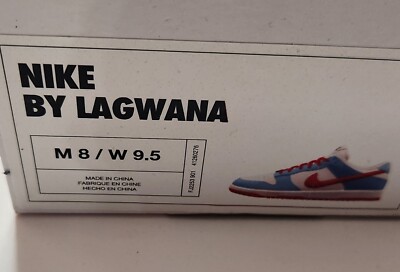 NIKE
BY LAGWANA
M 8 / W 9.5
MADE IN CHINA
FABRIQUÉ EN CHINE
HECHO EN CHINA